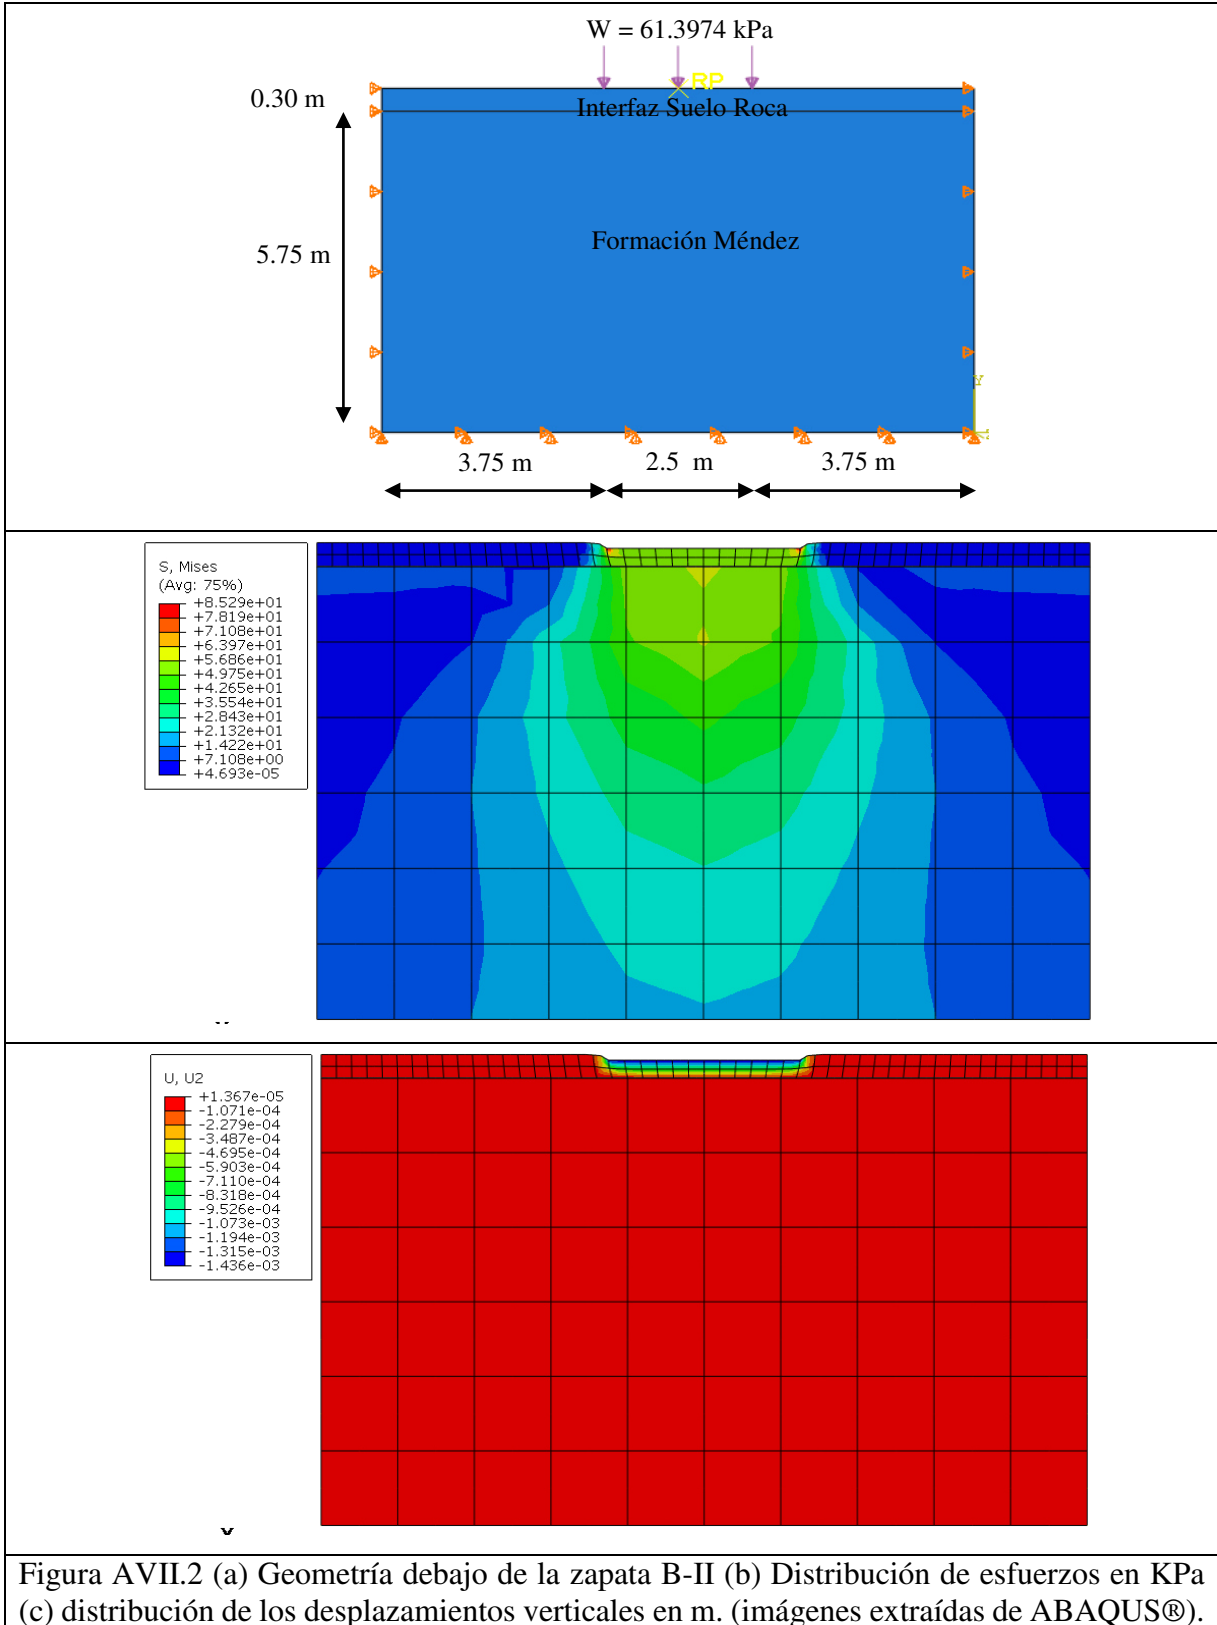 W = 61.3974 kPa
RP
0.30 m
Interfaz Suelo Roca
Formación Méndez
5.75 m
Y
3.75 m
2.5 m
3.75 m
S, Mises
(Avg: 75%)
+8.529e+01
+7.819e+01
+7.108e+01
+6.397e+01
+5.686e+01
+4.975e+01
+4.265e+01
+3.554e+01
+2.843e+01
+2.132e+01
+1.422e+01
+7.108e+00
+4.693e-05
U, U2
+1.367e-05
-1.071e-04
-2.279e-04
-3.487e-04
-4.695e-04
-5.903e-04
-7.110e-04
-8.318e-04
-9.526e-04
-1.073e-03
-1.194e-03
-1.315e-03
-1.436e-03
Figura AVII.2 (a) Geometría debajo de la zapata B-II (b) Distribución de esfuerzos en KPa
(c) distribución de los desplazamientos verticales en m. (imágenes extraídas de ABAQUS®).